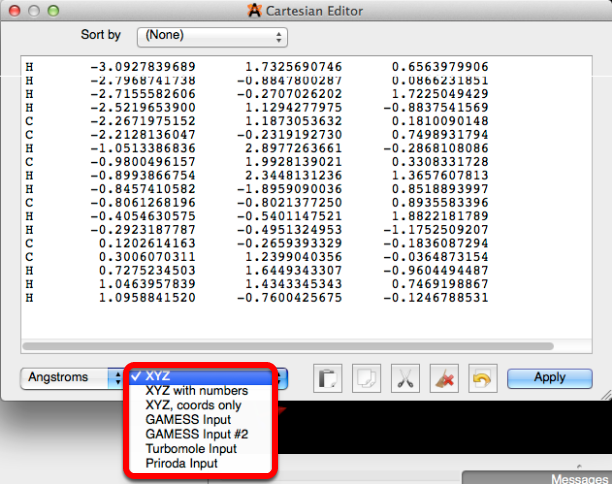 Cartesian Editor
Sort by (None)
H -3.0927839689 1.7325690746 0.6563979906
H -2.7968741738 -0.8847800287 0.0866231851
H -2.7155582606 -0.2707026202 1.7225049429
H -2.5219653900 1.1294277975 -0.8837541569
C -2.2671975152 1.1873053632 0.1810090148
C -2.2128136047 -0.2319192730 0.7498931794
H -1.0513386836 2.8977263661 -0.2868108086
C -0.9800496157 1.9928139021 0.3308331728
H -0.8993866754 2.3448131236 1.3657607813
H -0.8457410582 -1.8959090036 0.8518893997
C -0.8061268196 -0.8021377250 0.8935583396
H -0.4054630575 -0.5401147521 1.8822181789
H -0.2923187787 -0.4951324953 -1.1752509207
C 0.1202614163 -0.2659393329 -0.1836087294
C 0.3006070311 1.2399040356 -0.0364873154
H 0.7275234503 1.6449343307 -0.9604494487
H 1.0463957839 1.4343345343 0.7469198867
H 1.0958841520 -0.7600425675 -0.1246788531
Angstroms ✓ XYZ Apply
XYZ with numbers
XYZ, coords only
GAMESS Input
GAMESS Input #2
Turbomole Input
Priroda Input
Messages